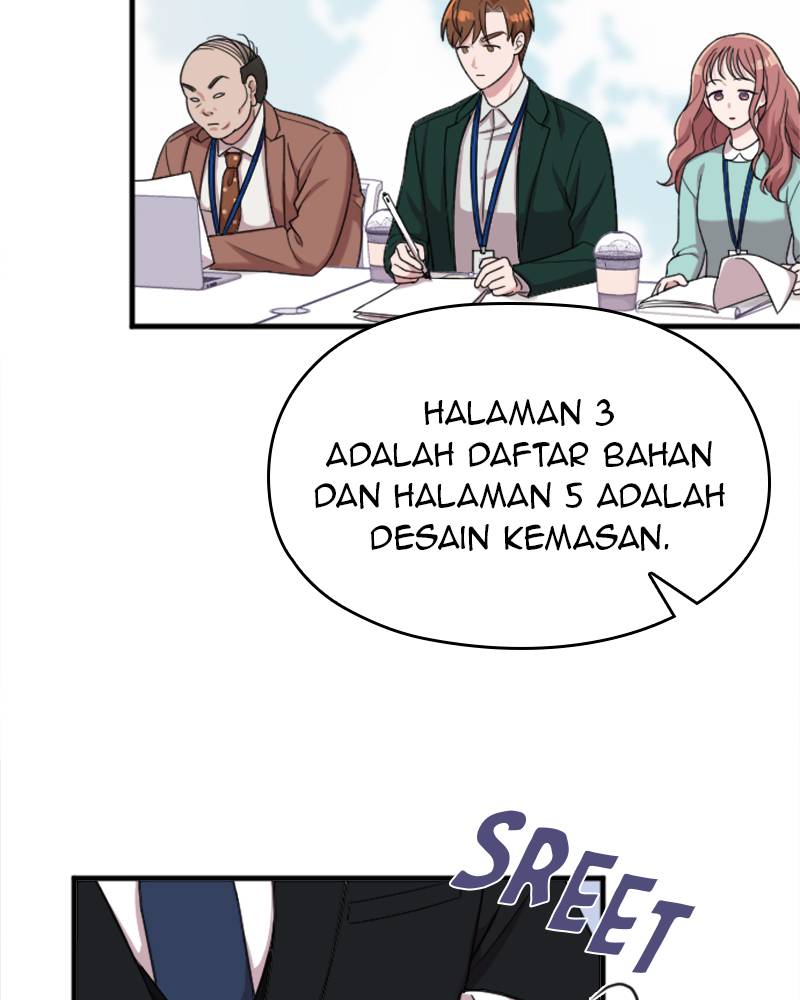 HALAMAN 3
ADALAH DAFTAR BAHAN
DAN HALAMAN 5 ADALAH
DESAIN KEMASAN.
SREET